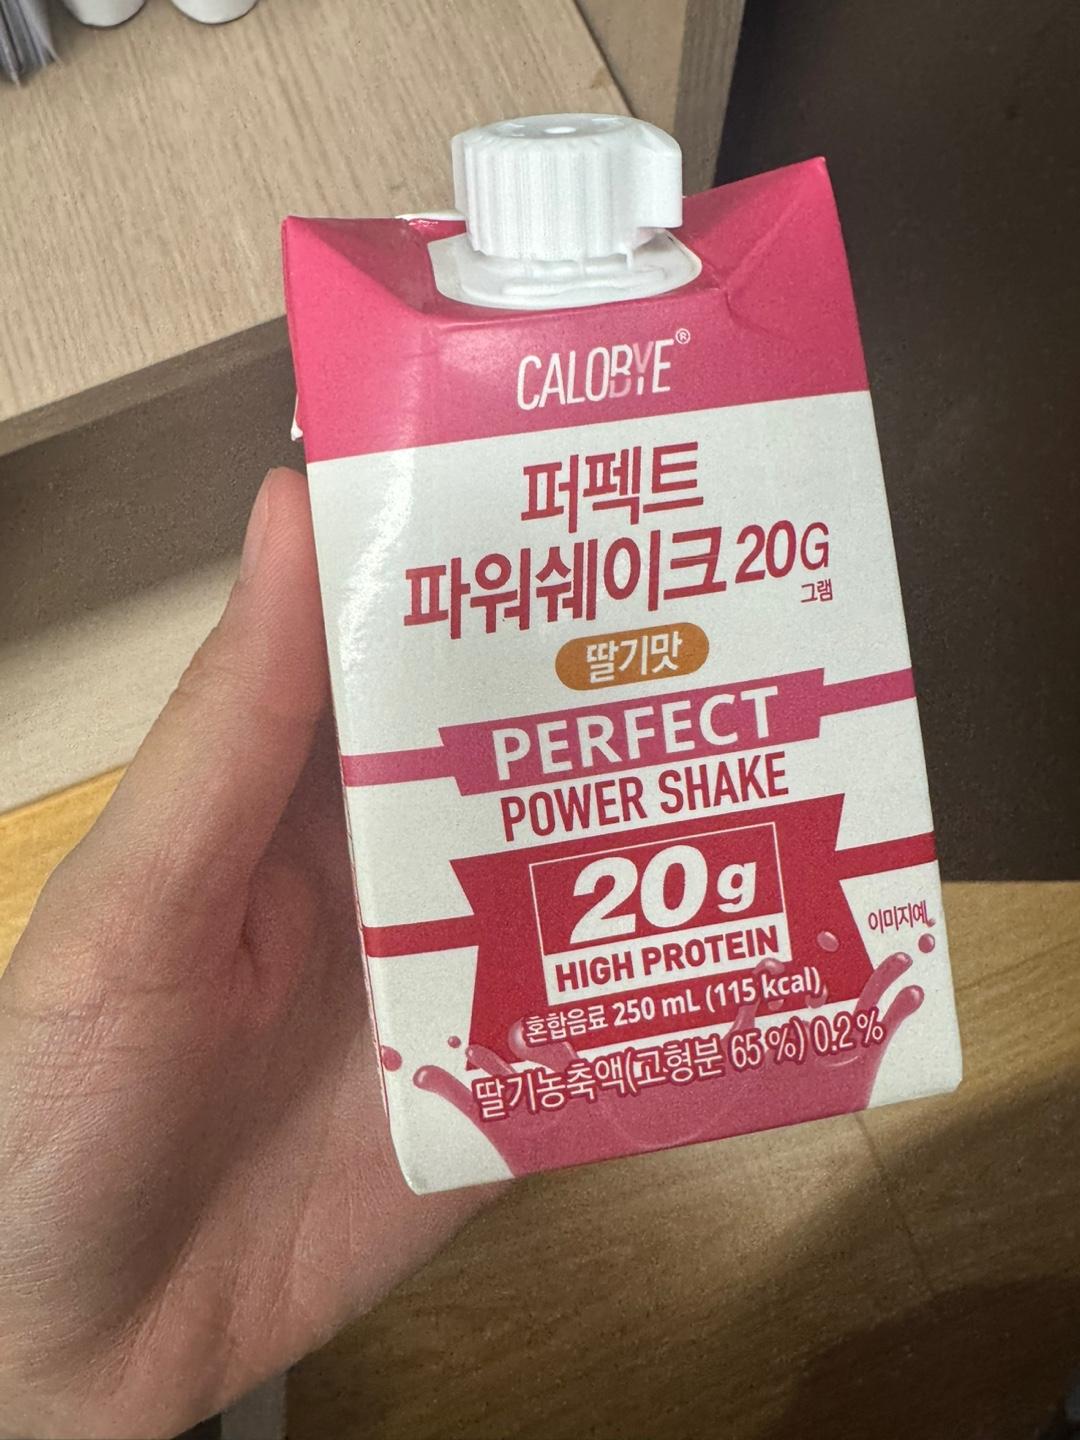 CALOBYE®
퍼펙트
파워쉐이크 20G
그램
딸기맛
PERFECT
POWER SHAKE
20g
HIGH PROTEIN
이미지예
혼합음료 250 mL (115 kcal)
딸기농축액(고형분 65 %) 0.2 %